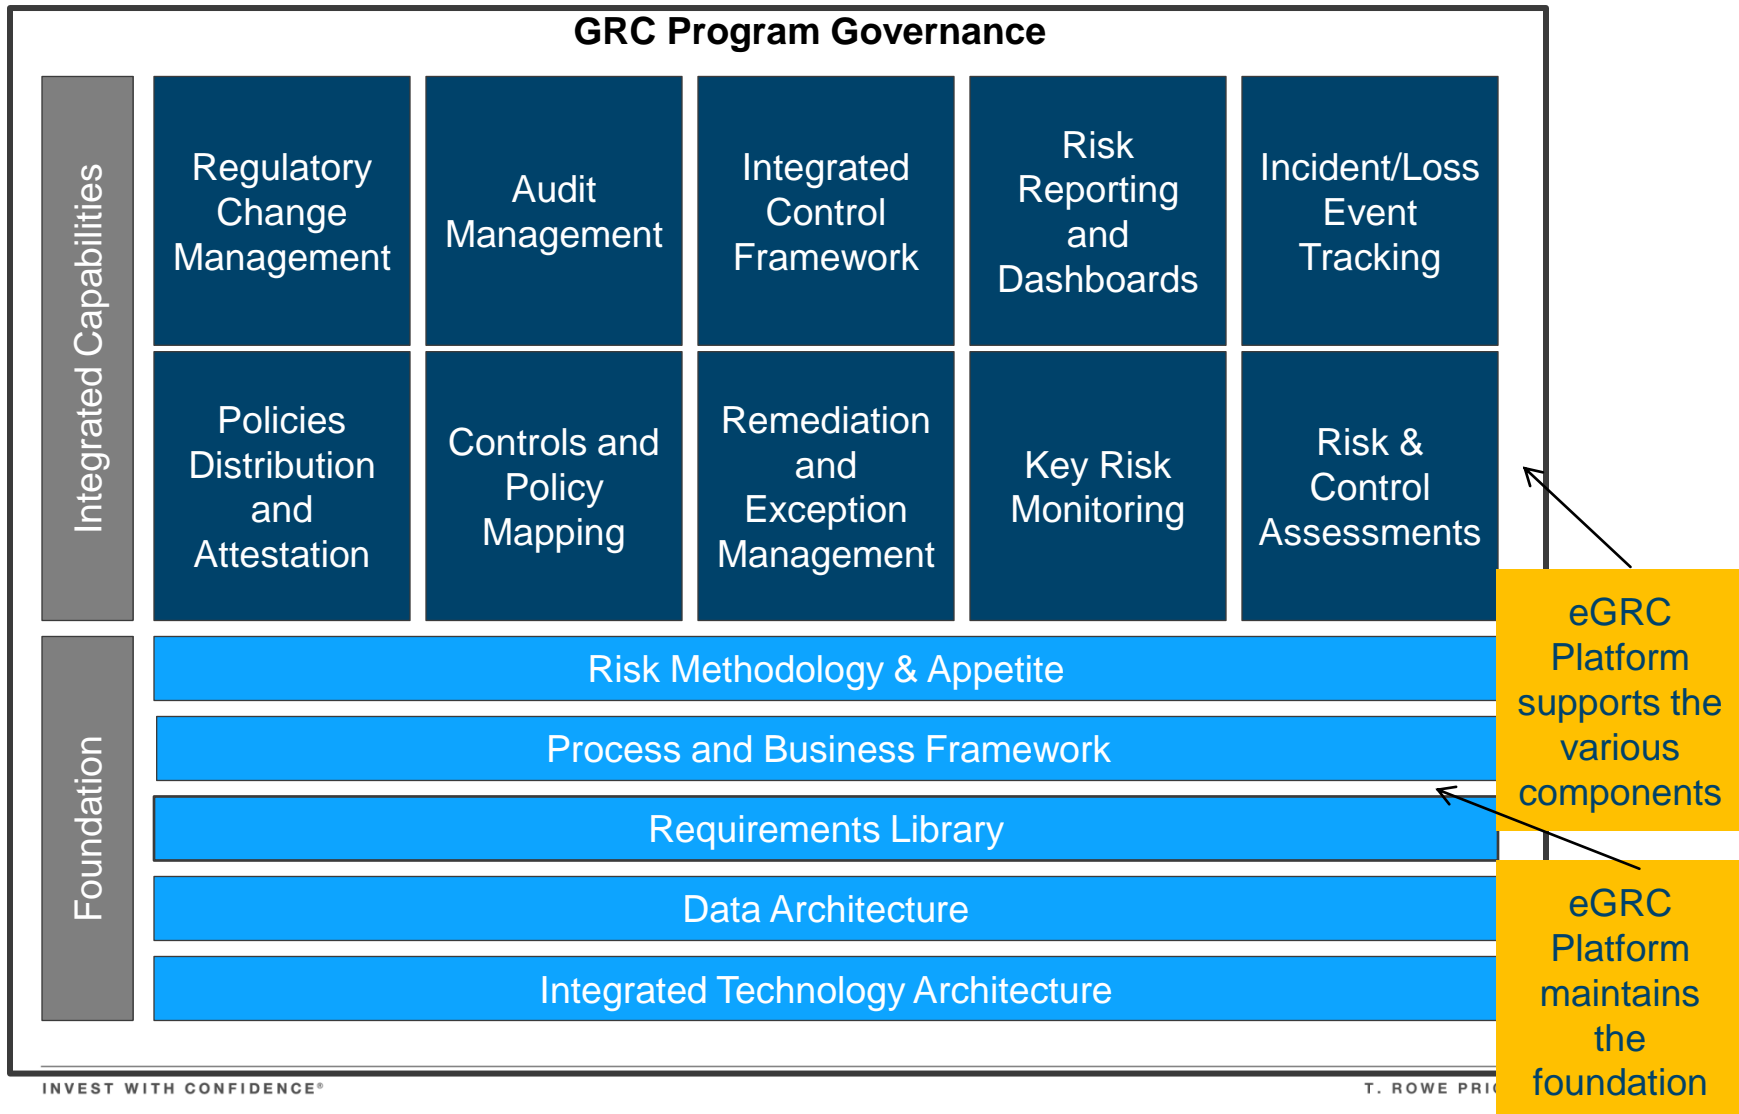 GRC Program Governance
Integrated Capabilities
Regulatory
Change
Management
Audit
Management
Integrated
Control
Framework
Risk
Reporting
and
Dashboards
Incident/Loss
Event
Tracking
Policies
Distribution
and
Attestation
Controls and
Policy
Mapping
Remediation
and
Exception
Management
Key Risk
Monitoring
Risk &
Control
Assessments
eGRC
Platform
supports the
various
components
Foundation
Risk Methodology & Appetite
Process and Business Framework
Requirements Library
Data Architecture
Integrated Technology Architecture
eGRC
Platform
maintains
the
foundation
INVEST WITH CONFIDENCE®
T. ROWE